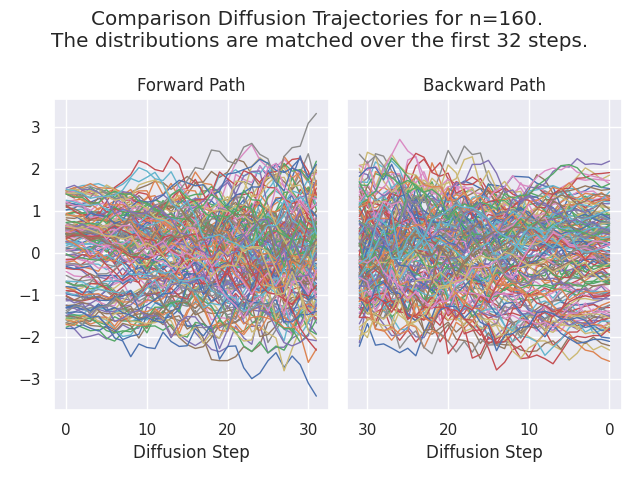 Comparison Diffusion Trajectories for n=160.
The distributions are matched over the first 32 steps.
Forward Path
Backward Path
3
2
1
0
−1
−2
−3
0 10 20 30
30 20 10 0
Diffusion Step
Diffusion Step